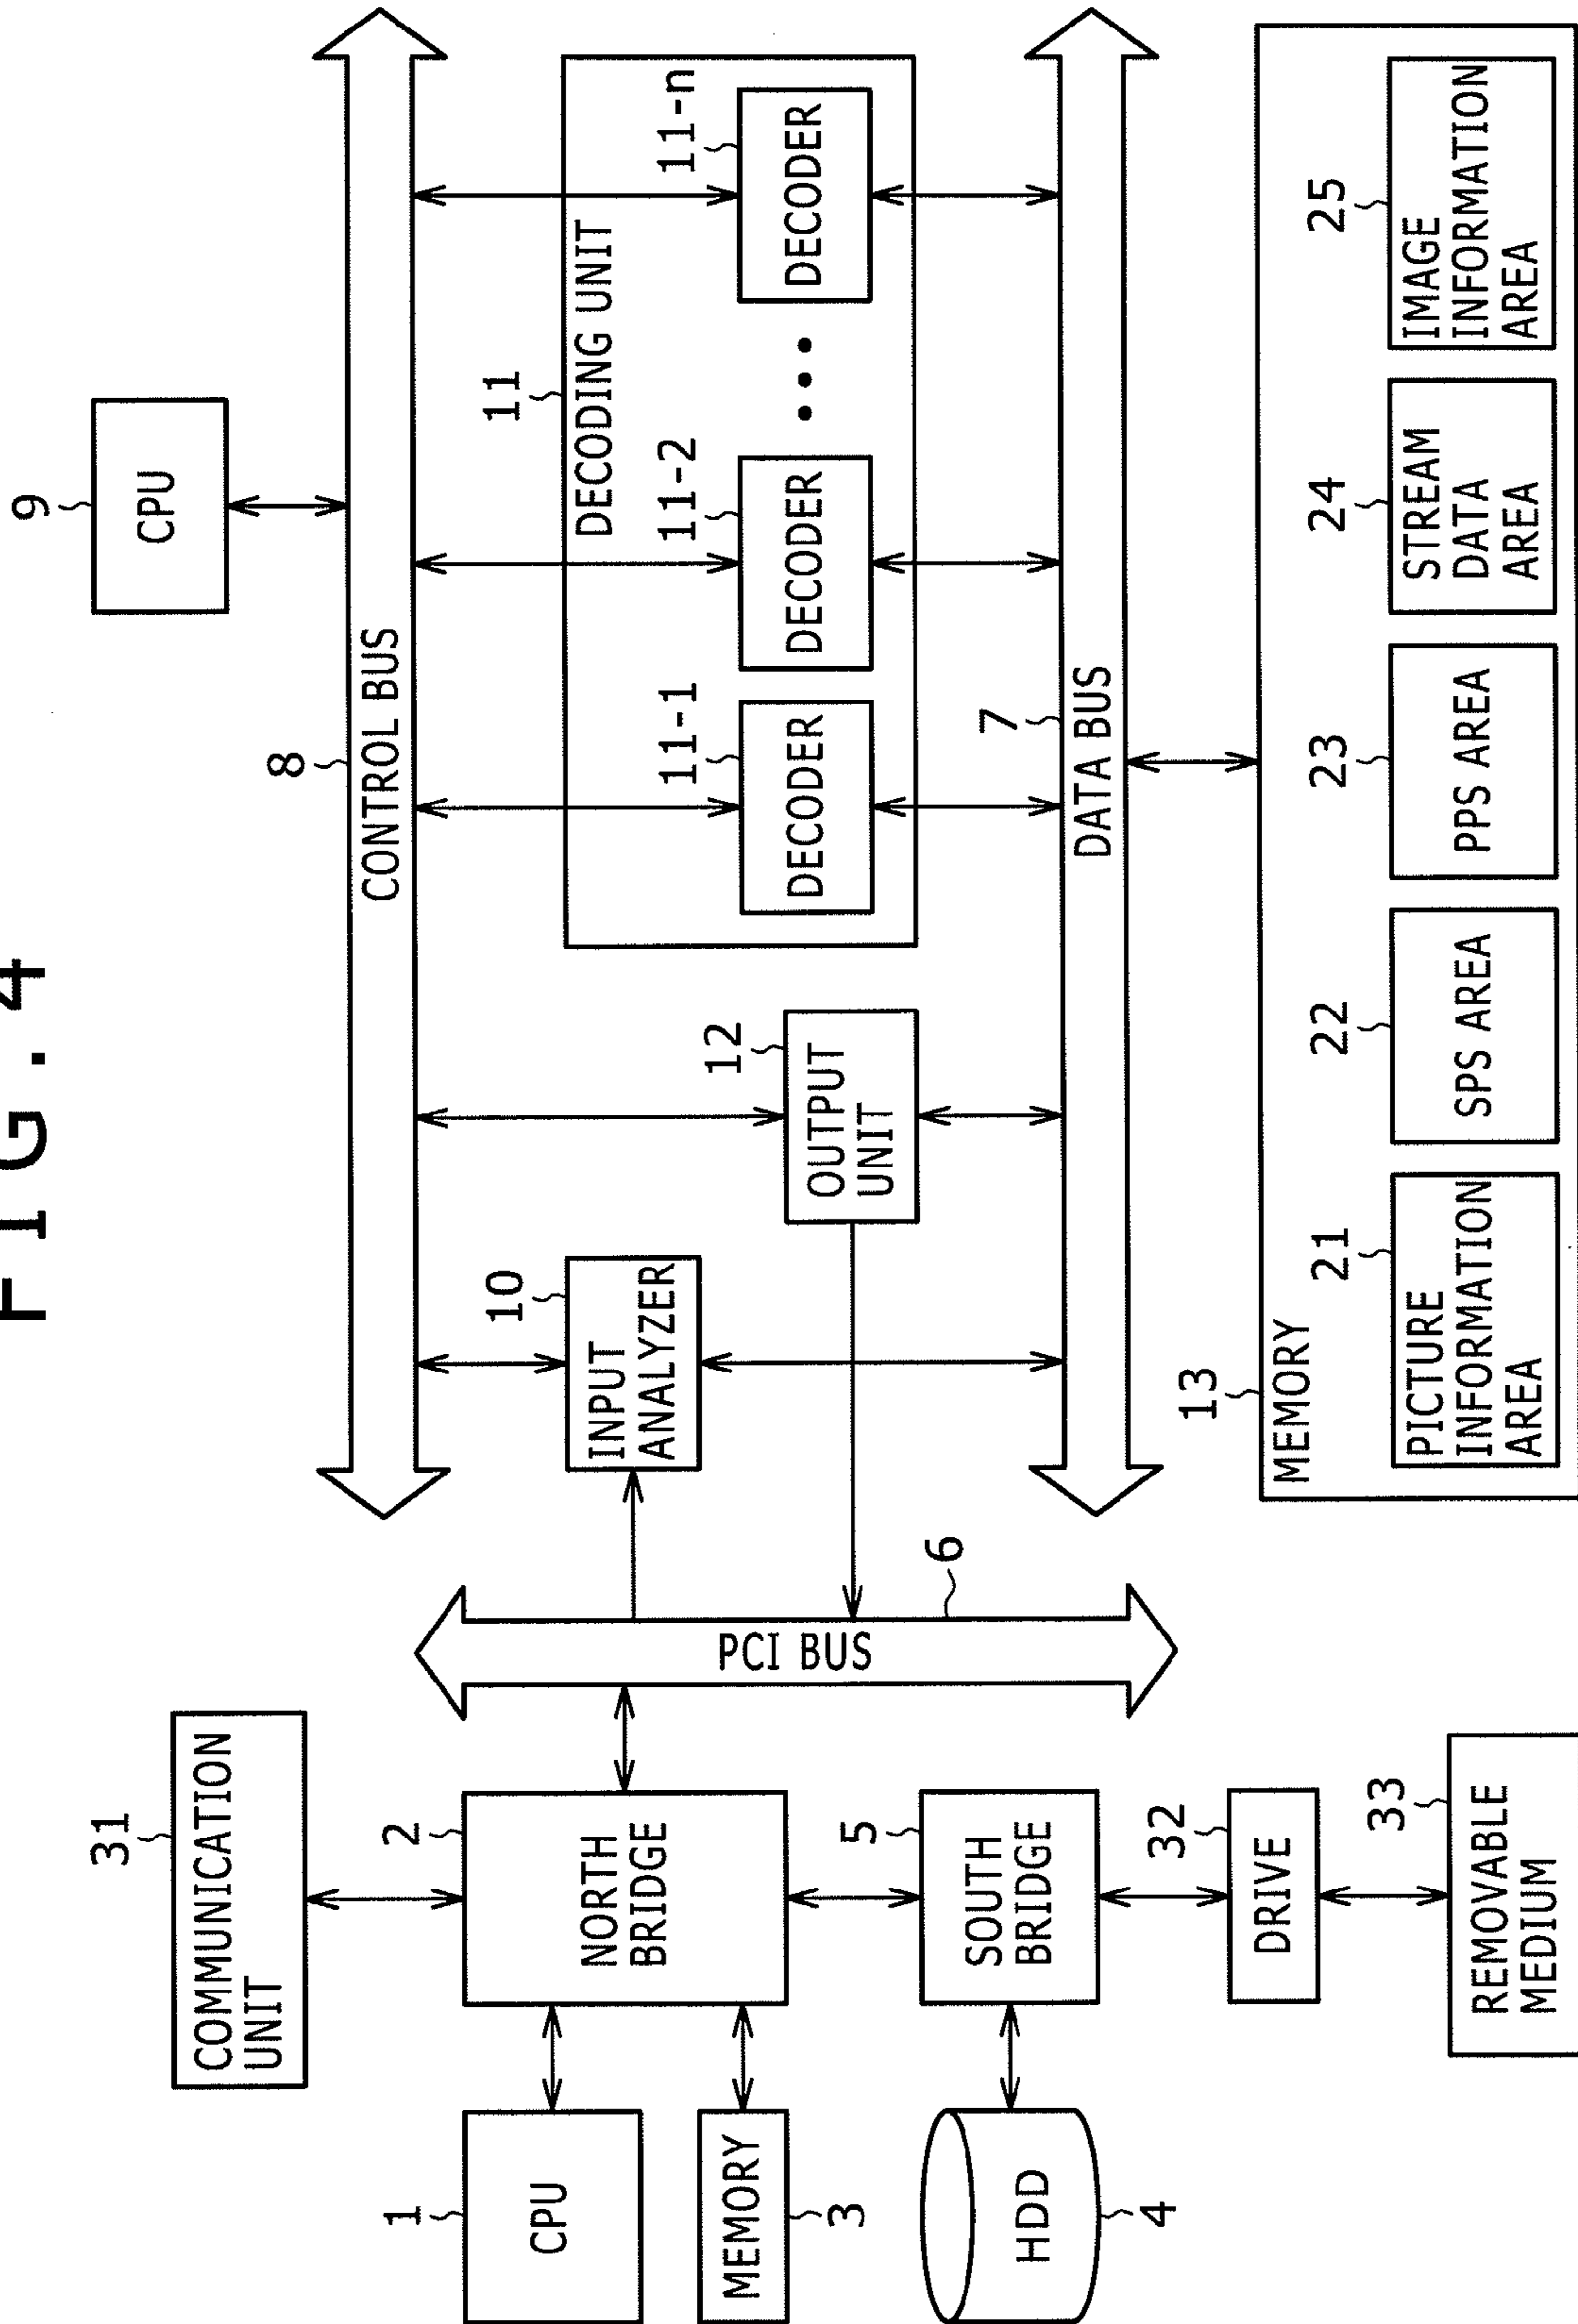 FIG.4
31
COMMUNICATION
UNIT
1
CPU
2
NORTH
BRIDGE
MEMORY
3
5
SOUTH
BRIDGE
HDD
4
32
DRIVE
33
REMOVABLE
MEDIUM
PCI BUS
6
9
CPU
8
CONTROL BUS
10
INPUT
ANALYZER
12
OUTPUT
UNIT
11
DECODING UNIT
11-1
DECODER
11-2
DECODER
11-n
DECODER
7
DATA BUS
13
MEMORY
21
PICTURE
INFORMATION
AREA
22
SPS AREA
23
PPS AREA
24
STREAM
DATA
AREA
25
IMAGE
INFORMATION
AREA